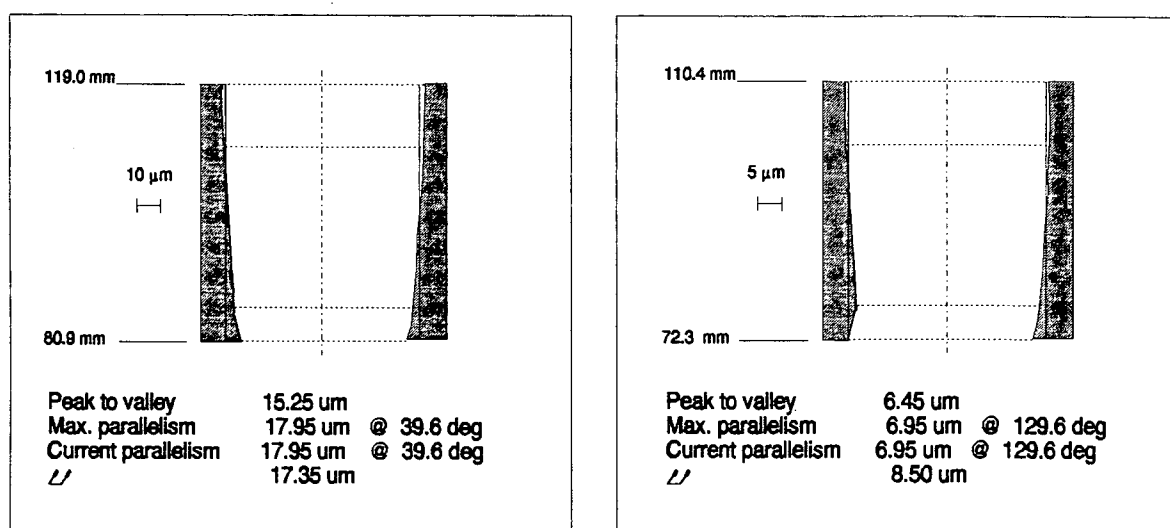 119.0 mm
10 μm
80.9 mm
Peak to valley 15.25 um
Max. parallelism 17.95 um @ 39.6 deg
Current parallelism 17.95 um @ 39.6 deg
17.35 um
110.4 mm
5 μm
72.3 mm
Peak to valley 6.45 um
Max. parallelism 6.95 um @ 129.6 deg
Current parallelism 6.95 um @ 129.6 deg
8.50 um